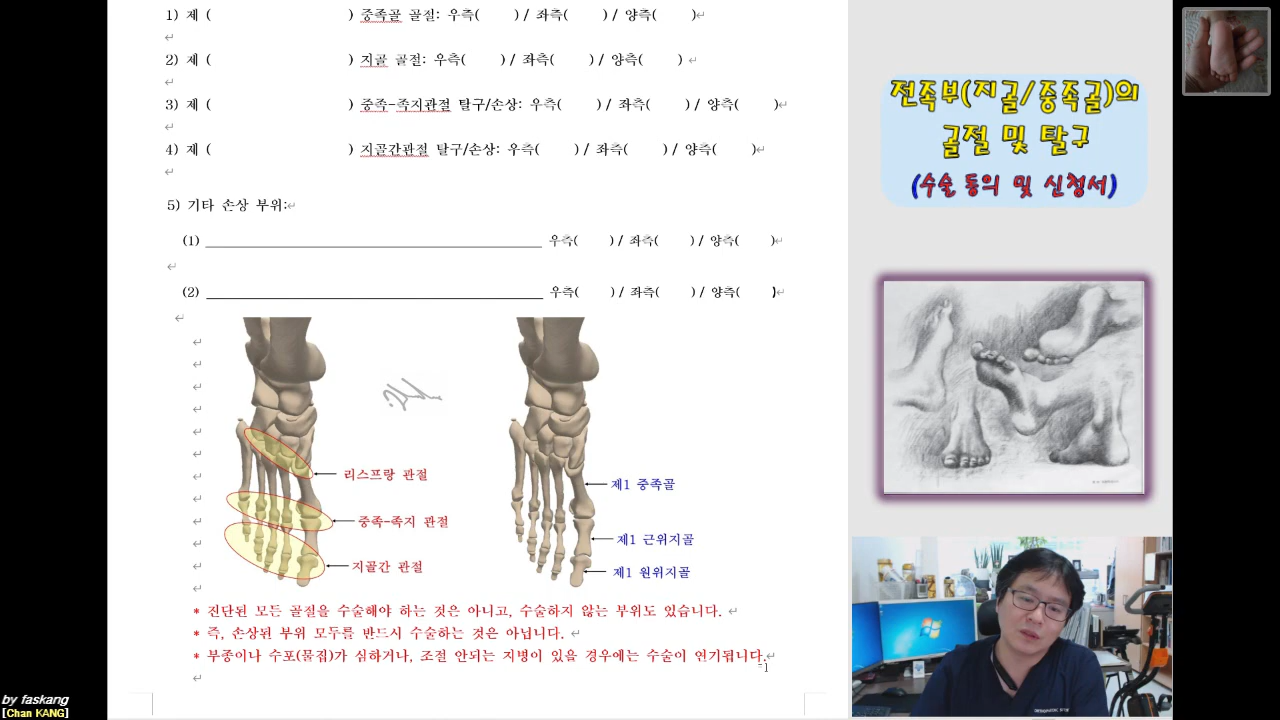 1) 제 ( ) 중족골 골절: 우측( ) / 좌측( ) / 양측( )
2) 제 ( ) 지골 골절: 우측( ) / 좌측( ) / 양측( )
3) 제 ( ) 중족-족지관절 탈구/손상: 우측( ) / 좌측( ) / 양측( )
4) 제 ( ) 지골간관절 탈구/손상: 우측( ) / 좌측( ) / 양측( )
5) 기타 손상 부위:
(1) 우측( ) / 좌측( ) / 양측( )
(2) 우측( ) / 좌측( ) / 양측( )
리스프랑 관절
중족-족지 관절
지골간 관절
제1 중족골
제1 근위지골
제1 원위지골
* 진단된 모든 골절을 수술해야 하는 것은 아니고, 수술하지 않는 부위도 있습니다.
* 즉, 손상된 부위 모두를 반드시 수술하는 것은 아닙니다.
* 부종이나 수포(물집)가 심하거나, 조절 안되는 지병이 있을 경우에는 수술이 연기됩니다.
전족부(지골/중족골)의
골절 및 탈구
(수술 동의 및 신청서)
by faskang
[Chan KANG]